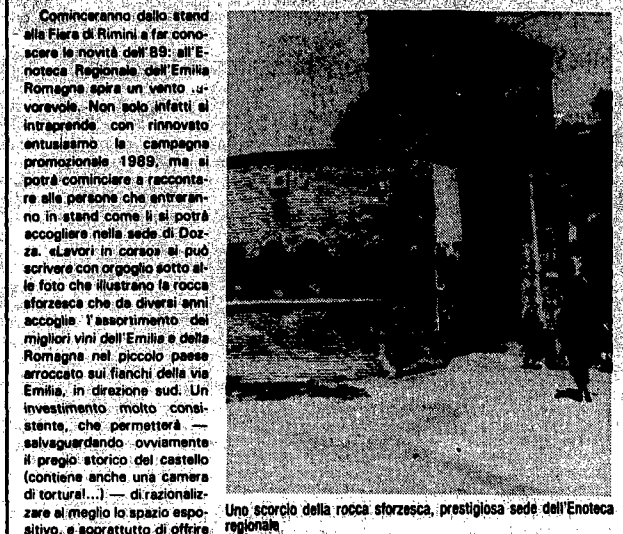 Cominceranno dallo stand
alla Fiera di Rimini a far cono-
scere le novità dell'89: all'E-
noteca Regionale dell'Emilia
Romagna spira un vento
vorevole. Non solo infatti si
intraprende con rinnovato
entusiasmo la campagna
promozionale 1989, ma si
potrà cominciare a racconta-
re alle persone che entreran-
no in stand come li si potrà
accogliere nella sede di Doz-
za. «Lavori in corso» si può
scrivere con orgoglio sotto al-
le foto che illustrano la rocca
sforzesca che da diversi anni
accoglie l'assortimento dei
migliori vini dell'Emilia e della
Romagna nel piccolo paese
arroccato sui fianchi della via
Emilia, in direzione sud. Un
investimento molto consi-
stente, che permetterà —
salvaguardando ovviamente
il pregio storico del castello
(contiene anche una camera
di tortura!...) — di razionaliz-
zare al meglio lo spazio espo-
sitivo, e soprattutto di offrire
Uno scorcio della rocca sforzesca, prestigiosa sede dell'Enoteca
regionale